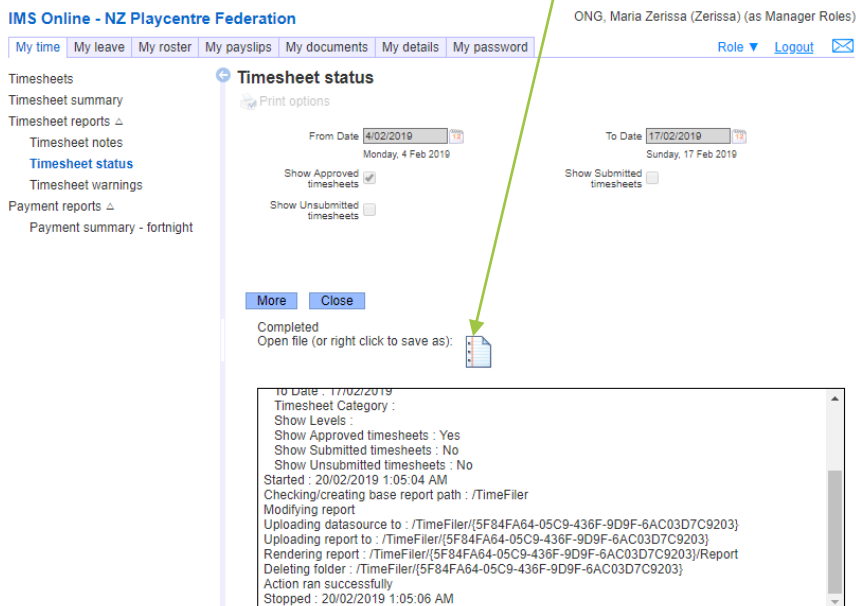 IMS Online - NZ Playcentre Federation
ONG, Maria Zerissa (Zerissa) (as Manager Roles)
My time My leave My roster My payslips My documents My details My password
Role ▼ Logout
Timesheets
Timesheet summary
Timesheet reports
Timesheet notes
Timesheet status
Timesheet warnings
Payment reports
Payment summary - fortnight
Timesheet status
Print options
From Date 4/02/2019
Monday, 4 Feb 2019
To Date 17/02/2019
Sunday, 17 Feb 2019
Show Approved
timesheets
Show Submitted
timesheets
Show Unsubmitted
timesheets
More Close
Completed
Open file (or right click to save as):
To Date : 17/02/2019
Timesheet Category :
Show Levels :
Show Approved timesheets : Yes
Show Submitted timesheets : No
Show Unsubmitted timesheets : No
Started : 20/02/2019 1:05:04 AM
Checking/creating base report path : /TimeFiler
Modifying report
Uploading datasource to : /TimeFiler/{5F84FA64-05C9-436F-9D9F-6AC03D7C9203}
Uploading report to : /TimeFiler/{5F84FA64-05C9-436F-9D9F-6AC03D7C9203}
Rendering report : /TimeFiler/{5F84FA64-05C9-436F-9D9F-6AC03D7C9203}/Report
Deleting folder : /TimeFiler/{5F84FA64-05C9-436F-9D9F-6AC03D7C9203}
Action ran successfully
Stopped : 20/02/2019 1:05:06 AM